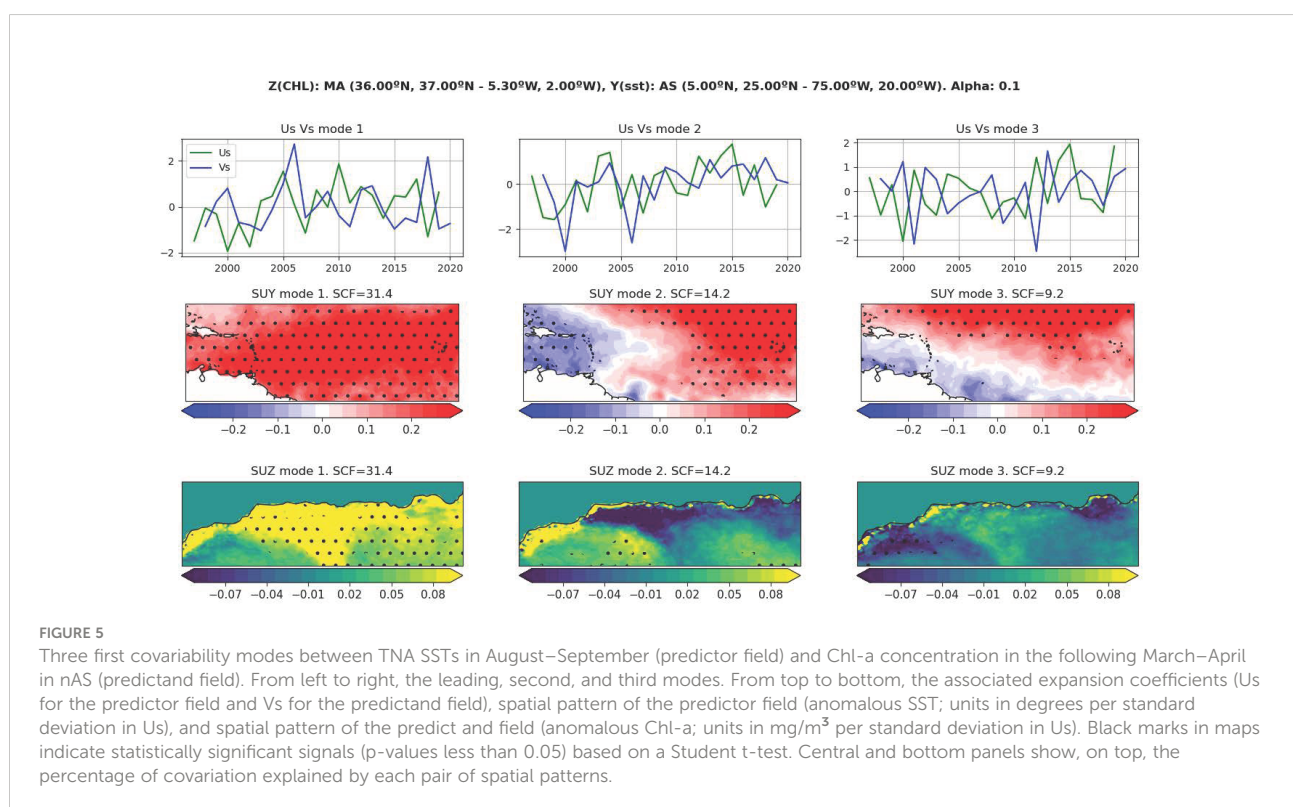 Z(CHL): MA (36.00ºN, 37.00ºN - 5.30ºW, 2.00ºW), Y(sst): AS (5.00ºN, 25.00ºN - 75.00ºW, 20.00ºW). Alpha: 0.1
Us Vs mode 1
Us Vs mode 2
Us Vs mode 3
Us
Vs
2
0
−2
2000 2005 2010 2015 2020
0
−2
2000 2005 2010 2015 2020
2
1
0
−1
−2
2000 2005 2010 2015 2020
SUY mode 1. SCF=31.4
SUY mode 2. SCF=14.2
SUY mode 3. SCF=9.2
−0.2 −0.1 0.0 0.1 0.2
−0.2 −0.1 0.0 0.1 0.2
−0.2 −0.1 0.0 0.1 0.2
SUZ mode 1. SCF=31.4
SUZ mode 2. SCF=14.2
SUZ mode 3. SCF=9.2
−0.07 −0.04 −0.01 0.02 0.05 0.08
−0.07 −0.04 −0.01 0.02 0.05 0.08
−0.07 −0.04 −0.01 0.02 0.05 0.08
FIGURE 5
Three first covariability modes between TNA SSTs in August–September (predictor field) and Chl-a concentration in the following March–April
in nAS (predictand field). From left to right, the leading, second, and third modes. From top to bottom, the associated expansion coefficients (Us
for the predictor field and Vs for the predictand field), spatial pattern of the predictor field (anomalous SST; units in degrees per standard
deviation in Us), and spatial pattern of the predict and field (anomalous Chl-a; units in mg/m³ per standard deviation in Us). Black marks in maps
indicate statistically significant signals (p-values less than 0.05) based on a Student t-test. Central and bottom panels show, on top, the
percentage of covariation explained by each pair of spatial patterns.